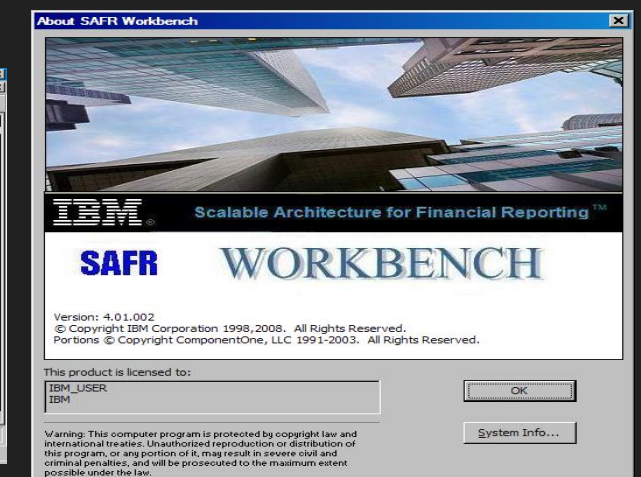 About SAFR Workbench
IBM® Scalable Architecture for Financial Reporting™
SAFR WORKBENCH
Version: 4.01.002
© Copyright IBM Corporation 1998,2008. All Rights Reserved.
Portions © Copyright ComponentOne, LLC 1991-2003. All Rights Reserved.
This product is licensed to:
IBM_USER
IBM
OK
System Info...
Warning: This computer program is protected by copyright law and
international treaties. Unauthorized reproduction or distribution of
this program, or any portion of it, may result in severe civil and
criminal penalties, and will be prosecuted to the maximum extent
possible under the law.